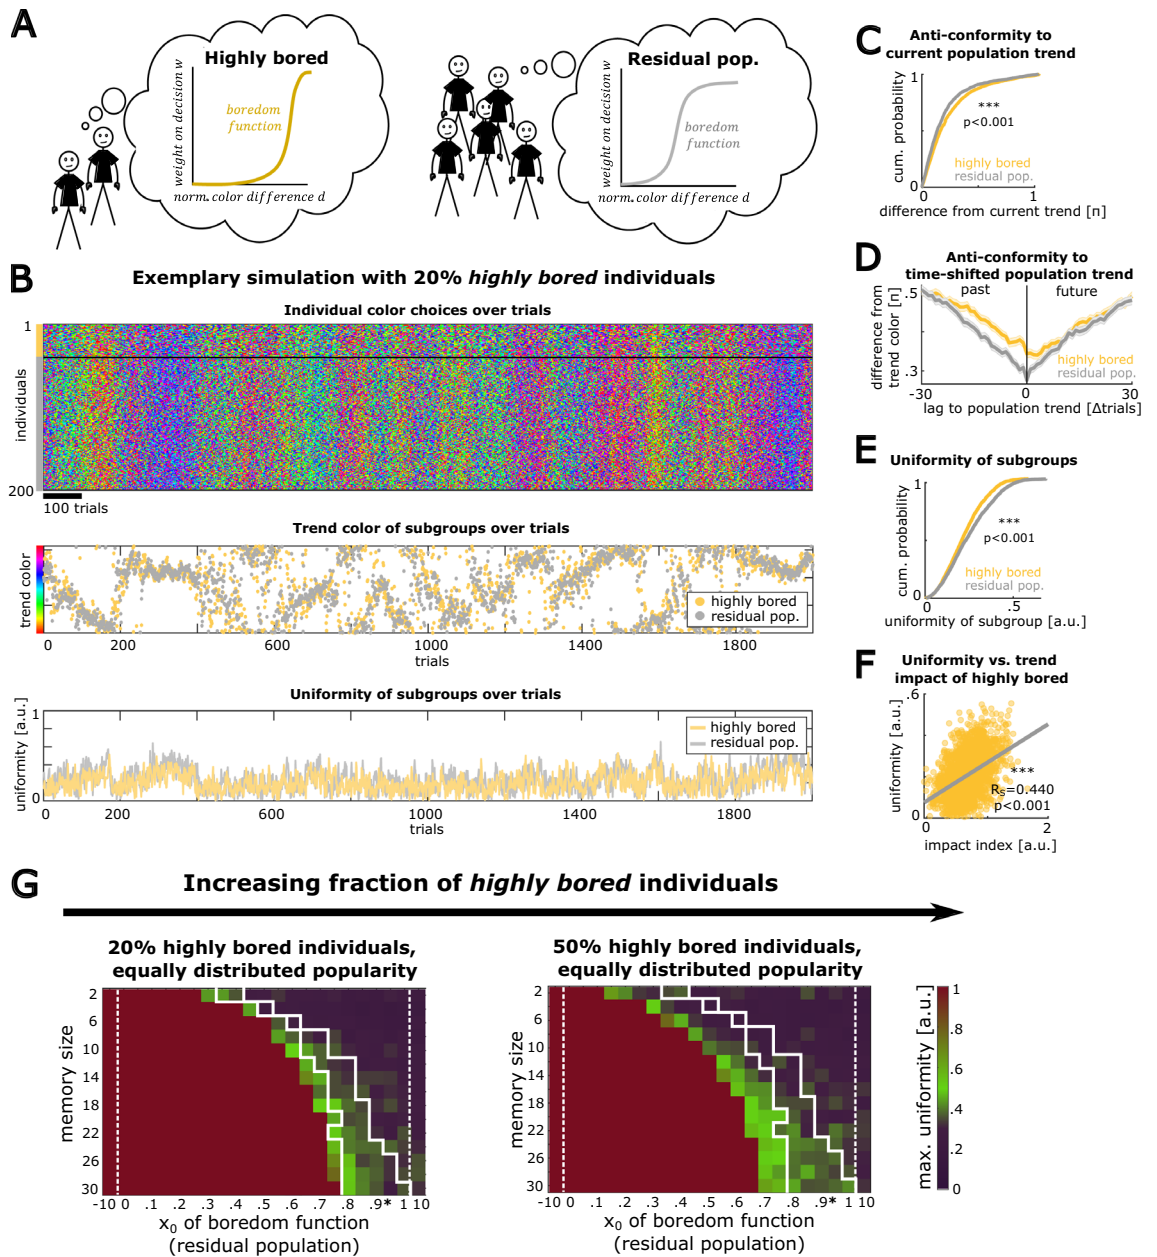 A
Highly bored
weight on decision w
boredom
function
norm. color difference d
Residual pop.
weight on decision w
boredom
function
norm. color difference d
B
Exemplary simulation with 20% highly bored individuals
Individual color choices over trials
1
individuals
200
100 trials
Trend color of subgroups over trials
trend color
highly bored
residual pop.
0 200 600 1000 1400 1800
trials
Uniformity of subgroups over trials
1
uniformity [a.u.]
0
highly bored
residual pop.
200 600 1000 1400 1800
trials
C
Anti-conformity to
current population trend
1
cum. probability
0
***
p<0.001
highly bored
residual pop.
0 1
difference from current trend [π]
D
Anti-conformity to
time-shifted population trend
past future
.5
difference from
trend color [π]
.3
highly bored
residual pop.
-30 0 30
lag to population trend [Δtrials]
E
Uniformity of subgroups
1
cum. probability
0
***
p<0.001
highly bored
residual pop.
0 .5
uniformity of subgroup [a.u.]
F
Uniformity vs. trend
impact of highly bored
.6
uniformity [a.u.]
0
***
RS=0.440
p<0.001
0 2
impact index [a.u.]
G
Increasing fraction of highly bored individuals
20% highly bored individuals,
equally distributed popularity
memory size
2
6
10
14
18
22
26
30
-10 0 .1 .2 .3 .4 .5 .6 .7 .8 .9* 1 10
x0 of boredom function
(residual population)
50% highly bored individuals,
equally distributed popularity
memory size
2
6
10
14
18
22
26
30
-10 0 .1 .2 .3 .4 .5 .6 .7 .8 .9* 1 10
x0 of boredom function
(residual population)
max. uniformity [a.u.]
1
.8
.6
.4
.2
0